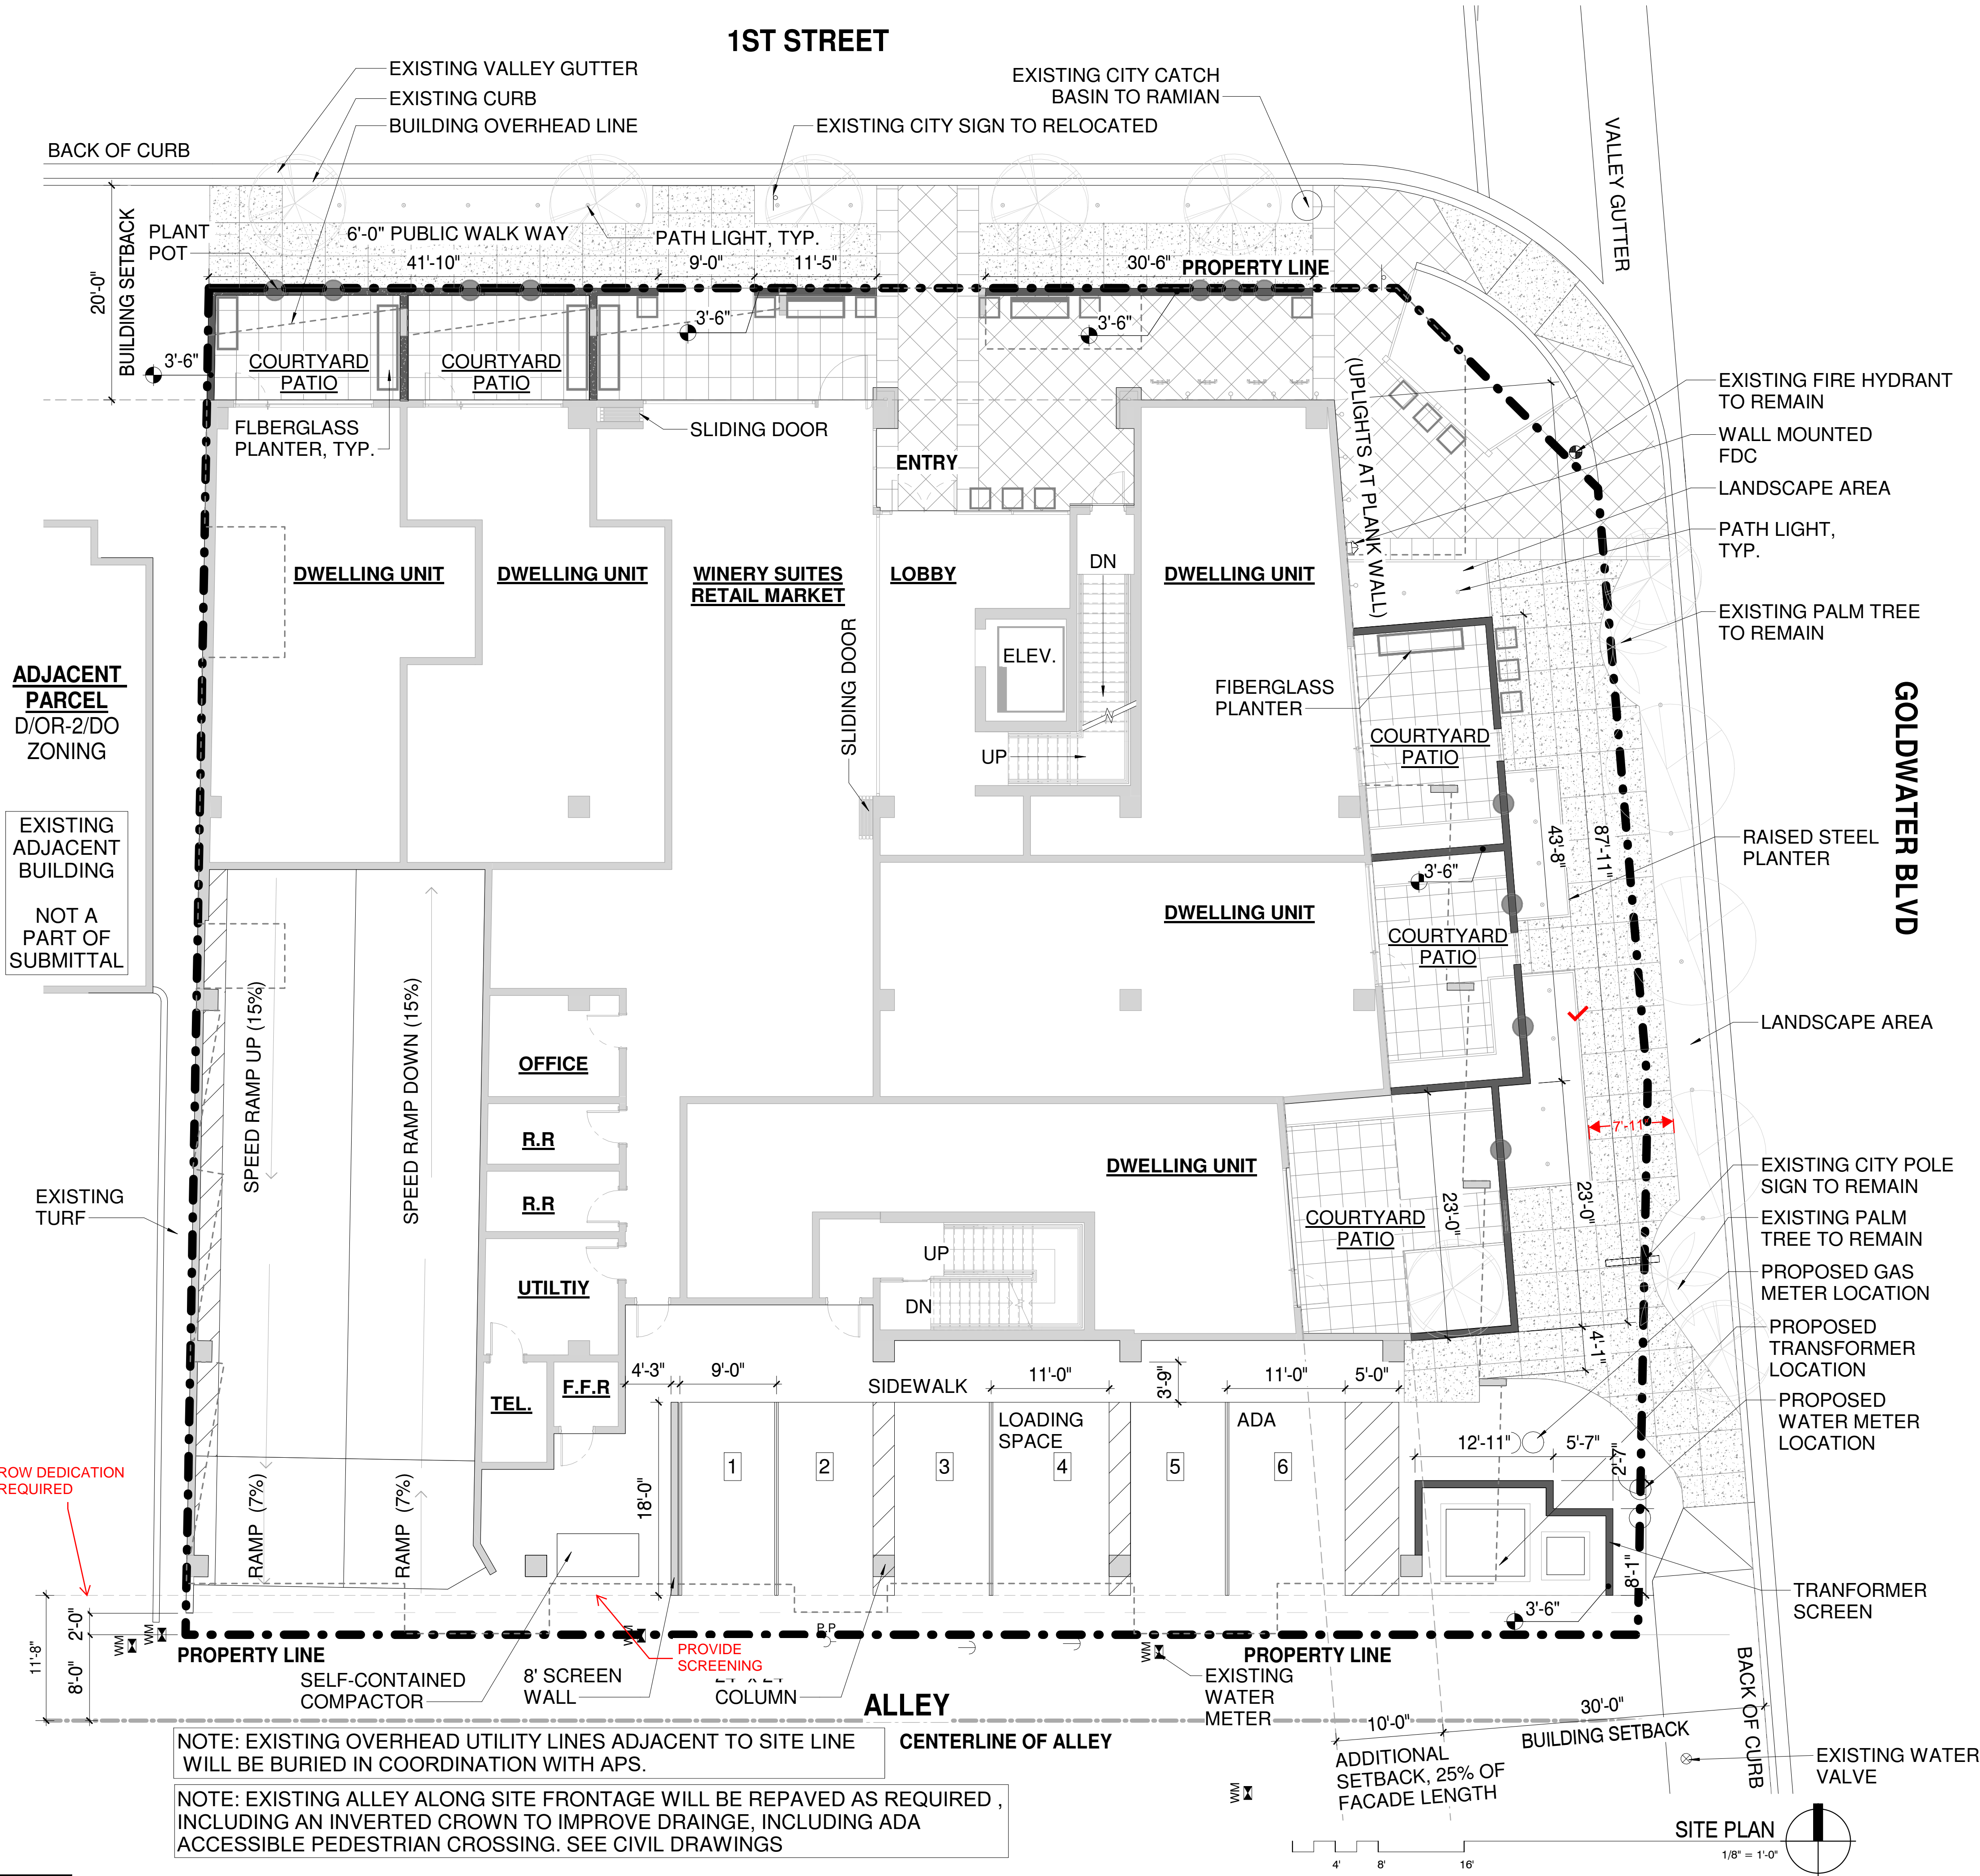 1ST STREET
EXISTING VALLEY GUTTER
EXISTING CURB
BUILDING OVERHEAD LINE
EXISTING CITY CATCH
BASIN TO RAMIAN
EXISTING CITY SIGN TO RELOCATED
BACK OF CURB
VALLEY GUTTER
20'-0"
BUILDING SETBACK
PLANT
POT
6'-0" PUBLIC WALK WAY
PATH LIGHT, TYP.
41'-10"
9'-0"
11'-5"
30'-6"
PROPERTY LINE
3'-6"
3'-6"
3'-6"
COURTYARD
PATIO
COURTYARD
PATIO
(UPLIGHTS AT PLANK WALL)
EXISTING FIRE HYDRANT
TO REMAIN
WALL MOUNTED
FDC
LANDSCAPE AREA
PATH LIGHT,
TYP.
EXISTING PALM TREE
TO REMAIN
FLBERGLASS
PLANTER, TYP.
SLIDING DOOR
ENTRY
DWELLING UNIT
DWELLING UNIT
WINERY SUITES
RETAIL MARKET
LOBBY
DN
DWELLING UNIT
ELEV.
SLIDING DOOR
UP
FIBERGLASS
PLANTER
COURTYARD
PATIO
GOLDWATER BLVD
ADJACENT
PARCEL
D/OR-2/DO
ZONING
EXISTING
ADJACENT
BUILDING
NOT A
PART OF
SUBMITTAL
43'-8"
87'-11"
RAISED STEEL
PLANTER
3'-6"
DWELLING UNIT
COURTYARD
PATIO
LANDSCAPE AREA
SPEED RAMP UP (15%)
SPEED RAMP DOWN (15%)
OFFICE
R.R
R.R
7'-11"
DWELLING UNIT
EXISTING
TURF
23'-0"
23'-0"
COURTYARD
PATIO
EXISTING CITY POLE
SIGN TO REMAIN
EXISTING PALM
TREE TO REMAIN
PROPOSED GAS
METER LOCATION
PROPOSED
TRANSFORMER
LOCATION
PROPOSED
WATER METER
LOCATION
UP
DN
UTILTIY
4'-1"
TEL.
F.F.R
4'-3"
9'-0"
SIDEWALK
11'-0"
3'-6"
11'-0"
5'-0"
LOADING
SPACE
ADA
12'-11"
5'-7"
2'-7"
1
2
3
4
5
6
18'-0"
ROW DEDICATION
REQUIRED
RAMP (7%)
RAMP (7%)
8'-1"
TRANFORMER
SCREEN
3'-6"
11'-8"
2'-0"
8'-0"
WM
WM
WM
P.P
WM
PROPERTY LINE
PROVIDE
SCREENING
PROPERTY LINE
SELF-CONTAINED
COMPACTOR
8' SCREEN
WALL
24" X 24"
COLUMN
EXISTING
WATER
METER
ALLEY
CENTERLINE OF ALLEY
10'-0"
30'-0"
BUILDING SETBACK
BACK OF CURB
ADDITIONAL
SETBACK, 25% OF
FACADE LENGTH
EXISTING WATER
VALVE
NOTE: EXISTING OVERHEAD UTILITY LINES ADJACENT TO SITE LINE
WILL BE BURIED IN COORDINATION WITH APS.
NOTE: EXISTING ALLEY ALONG SITE FRONTAGE WILL BE REPAVED AS REQUIRED ,
INCLUDING AN INVERTED CROWN TO IMPROVE DRAINGE, INCLUDING ADA
ACCESSIBLE PEDESTRIAN CROSSING. SEE CIVIL DRAWINGS
WM
4'
8'
16'
SITE PLAN
1/8" = 1'-0"